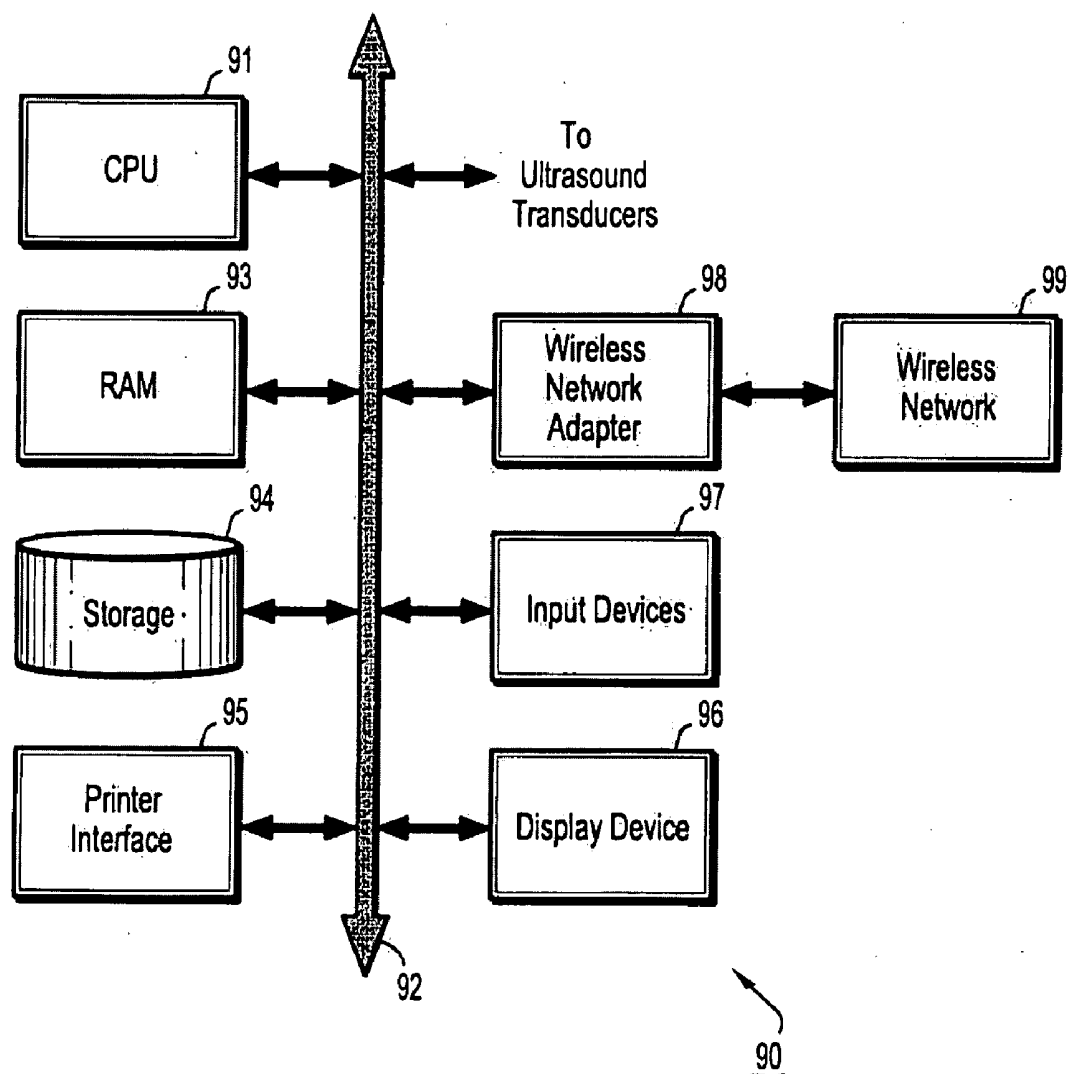 91
CPU
To
Ultrasound
Transducers
93
RAM
98
Wireless
Network
Adapter
99
Wireless
Network
94
Storage
97
Input Devices
95
Printer
Interface
96
Display Device
92
90